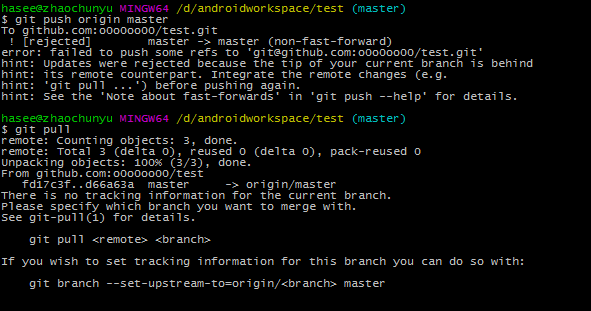 hasee@zhaochunyu MINGW64 /d/androidworkspace/test (master)
$ git push origin master
To github.com:o0o0oo00/test.git
 ! [rejected]        master -> master (non-fast-forward)
error: failed to push some refs to 'git@github.com:o0o0oo00/test.git'
hint: Updates were rejected because the tip of your current branch is behind
hint: its remote counterpart. Integrate the remote changes (e.g.
hint: 'git pull ...') before pushing again.
hint: See the 'Note about fast-forwards' in 'git push --help' for details.
hasee@zhaochunyu MINGW64 /d/androidworkspace/test (master)
$ git pull
remote: Counting objects: 3, done.
remote: Total 3 (delta 0), reused 0 (delta 0), pack-reused 0
Unpacking objects: 100% (3/3), done.
From github.com:o0o0oo00/test
   fd17c3f..d66a63a  master     -> origin/master
There is no tracking information for the current branch.
Please specify which branch you want to merge with.
See git-pull(1) for details.
    git pull <remote> <branch>
If you wish to set tracking information for this branch you can do so with:
    git branch --set-upstream-to=origin/<branch> master